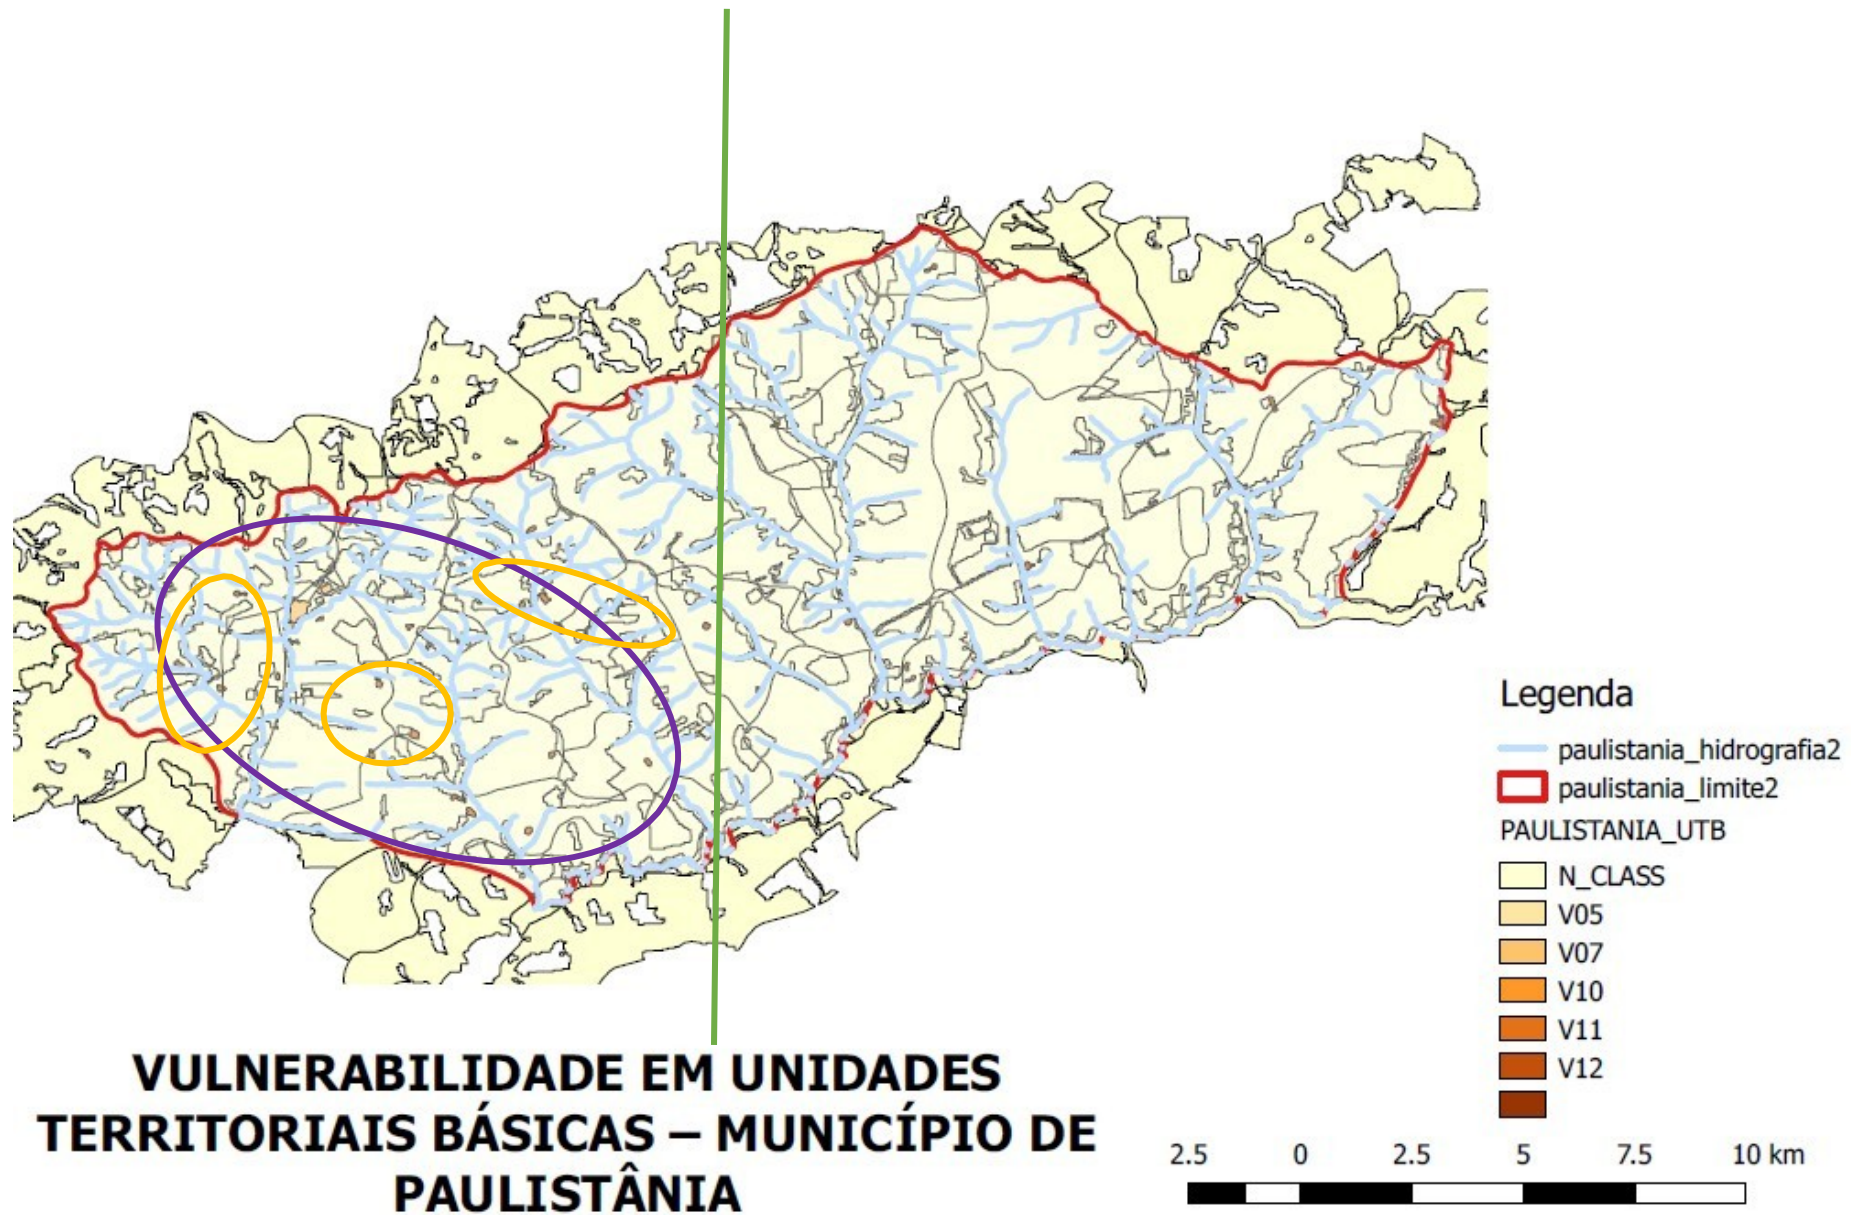 Legenda
paulistania_hidrografia2
paulistania_limite2
PAULISTANIA_UTB
N_CLASS
V05
V07
V10
V11
V12
2.5 0 2.5 5 7.5 10 km
VULNERABILIDADE EM UNIDADES
TERRITORIAIS BÁSICAS – MUNICÍPIO DE
PAULISTÂNIA